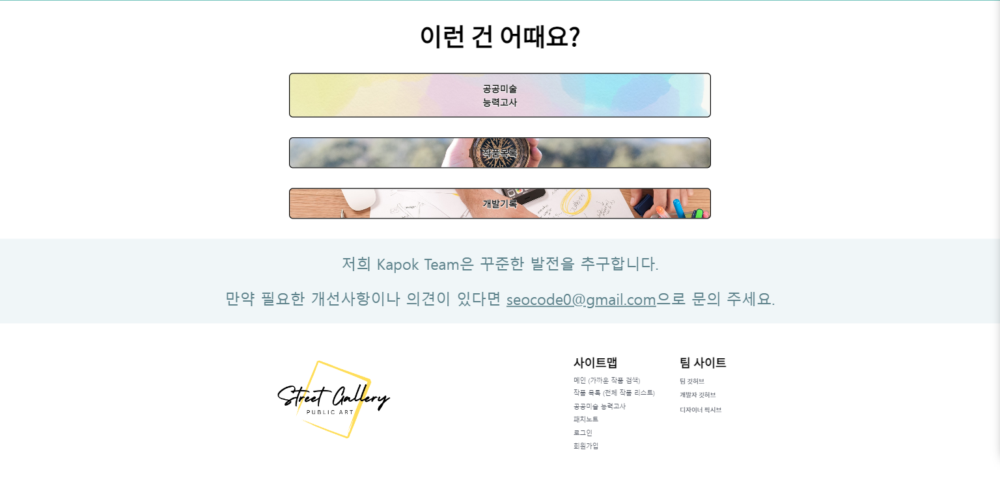 이런 건 어때요?
공공미술
능력고사
작품목록
개발기록
저희 Kapok Team은 꾸준한 발전을 추구합니다.
만약 필요한 개선사항이나 의견이 있다면 seocode0@gmail.com으로 문의 주세요.
Street Gallery
PUBLIC ART
사이트맵
메인 (가까운 작품 검색)
작품 목록 (전체 작품 리스트)
공공미술 능력고사
패치노트
로그인
회원가입
팀 사이트
팀 깃허브
개발자 깃허브
디자이너 픽시브